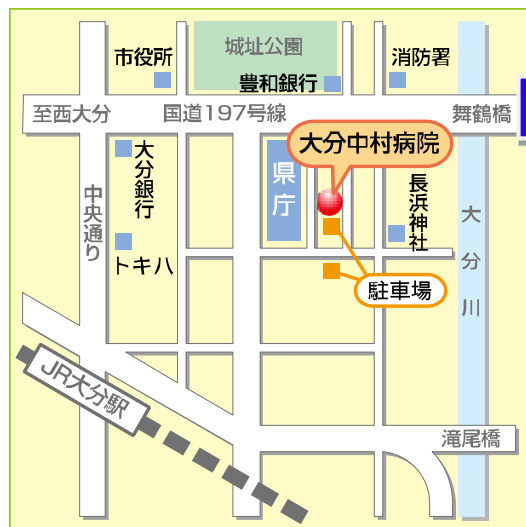 城址公園
市役所
消防署
豊和銀行
至西大分
国道197号線
舞鶴橋
大分中村病院
大分銀行
県庁
長浜神社
中央通り
大分川
トキハ
駐車場
JR大分駅
滝尾橋